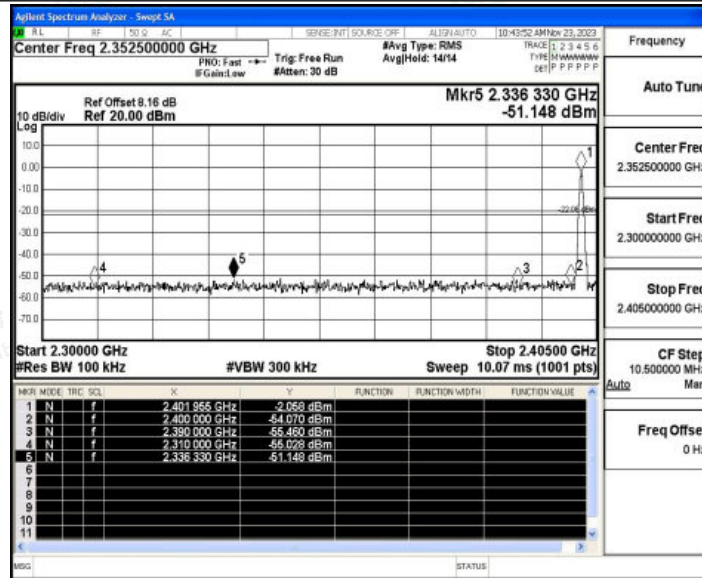 Agilent Spectrum Analyzer - Swept SA
RL RF 50 Ω AC SENSE:INT SOURCE OFF ALIGN AUTO 10:43:52 AM Nov 23, 2023
Center Freq 2.352500000 GHz
PNO: Fast
IFGain:Low
Trig: Free Run
#Atten: 30 dB
#Avg Type: RMS
Avg|Hold: 14/14
TRACE 1 2 3 4 5 6
TYPE M W W W W W
DET P P P P P P
Ref Offset 8.16 dB
10 dB/div Ref 20.00 dBm
Log
Mkr5 2.336 330 GHz
-51.148 dBm
10.0
0.00
-10.0
-20.0
-30.0
-40.0
-50.0
-60.0
-70.0
1
2
3
4
5
Start 2.30000 GHz Stop 2.40500 GHz
#Res BW 100 kHz #VBW 300 kHz Sweep 10.07 ms (1001 pts)
MKR MODE TRC SCL X Y FUNCTION FUNCTION WIDTH FUNCTION VALUE
1 N f 2.401 955 GHz -2.058 dBm
2 N f 2.400 000 GHz -54.070 dBm
3 N f 2.390 000 GHz -55.460 dBm
4 N f 2.310 000 GHz -55.028 dBm
5 N f 2.336 330 GHz -51.148 dBm
6
7
8
9
10
11
MSG STATUS
Frequency
Auto Tune
Center Freq
2.352500000 GHz
Start Freq
2.300000000 GHz
Stop Freq
2.405000000 GHz
CF Step
10.500000 MHz
Auto Man
Freq Offset
0 Hz